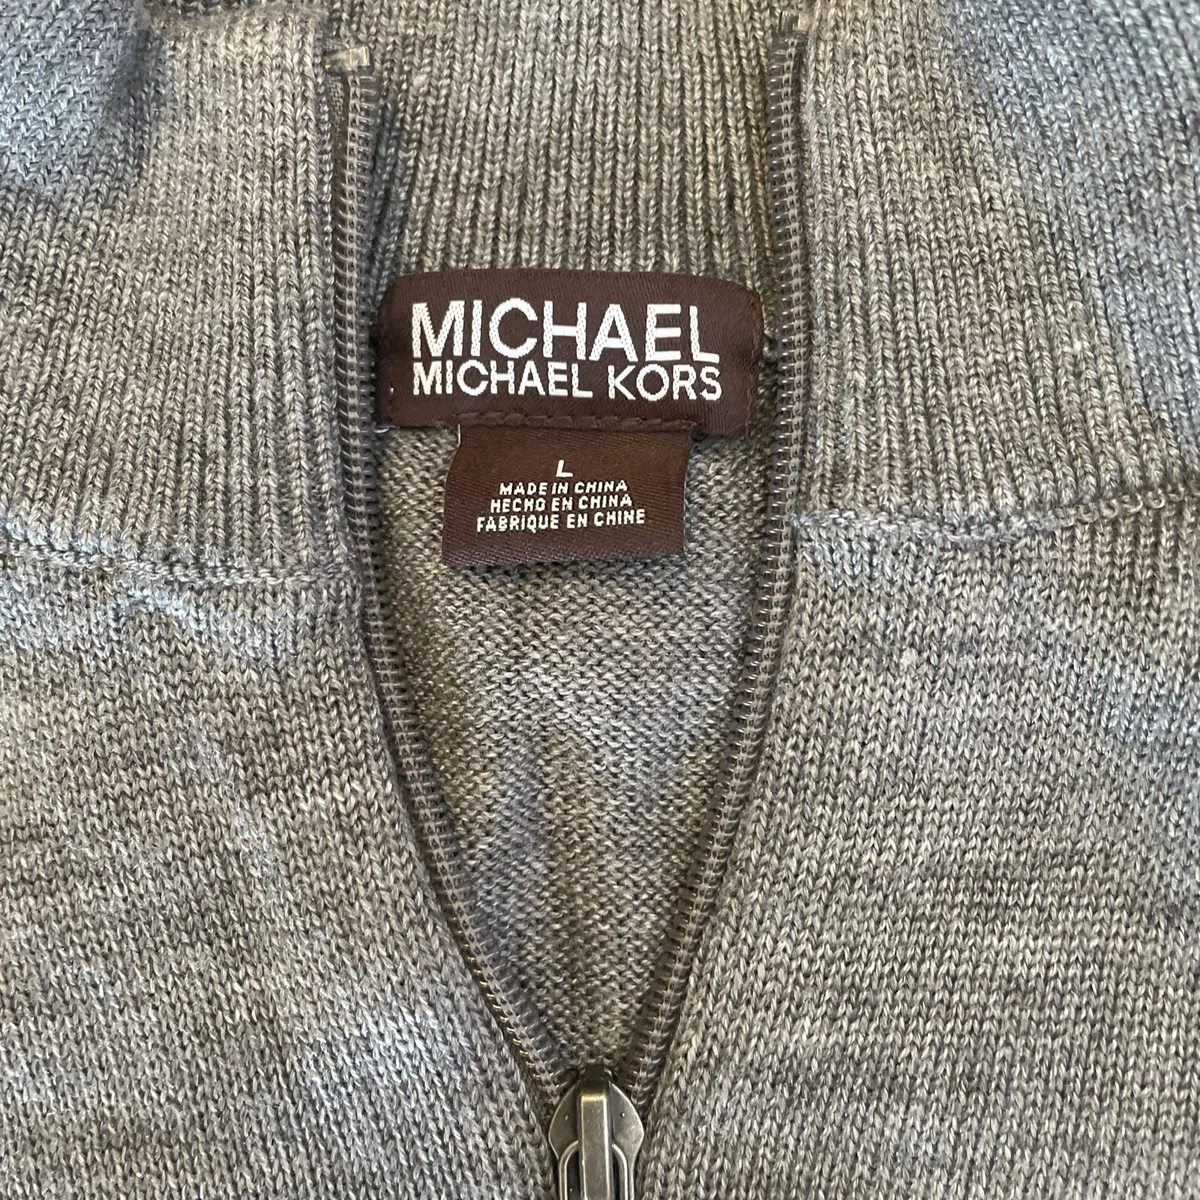 MICHAEL
MICHAEL KORS
L
MADE IN CHINA
HECHO EN CHINA
FABRIQUE EN CHINE